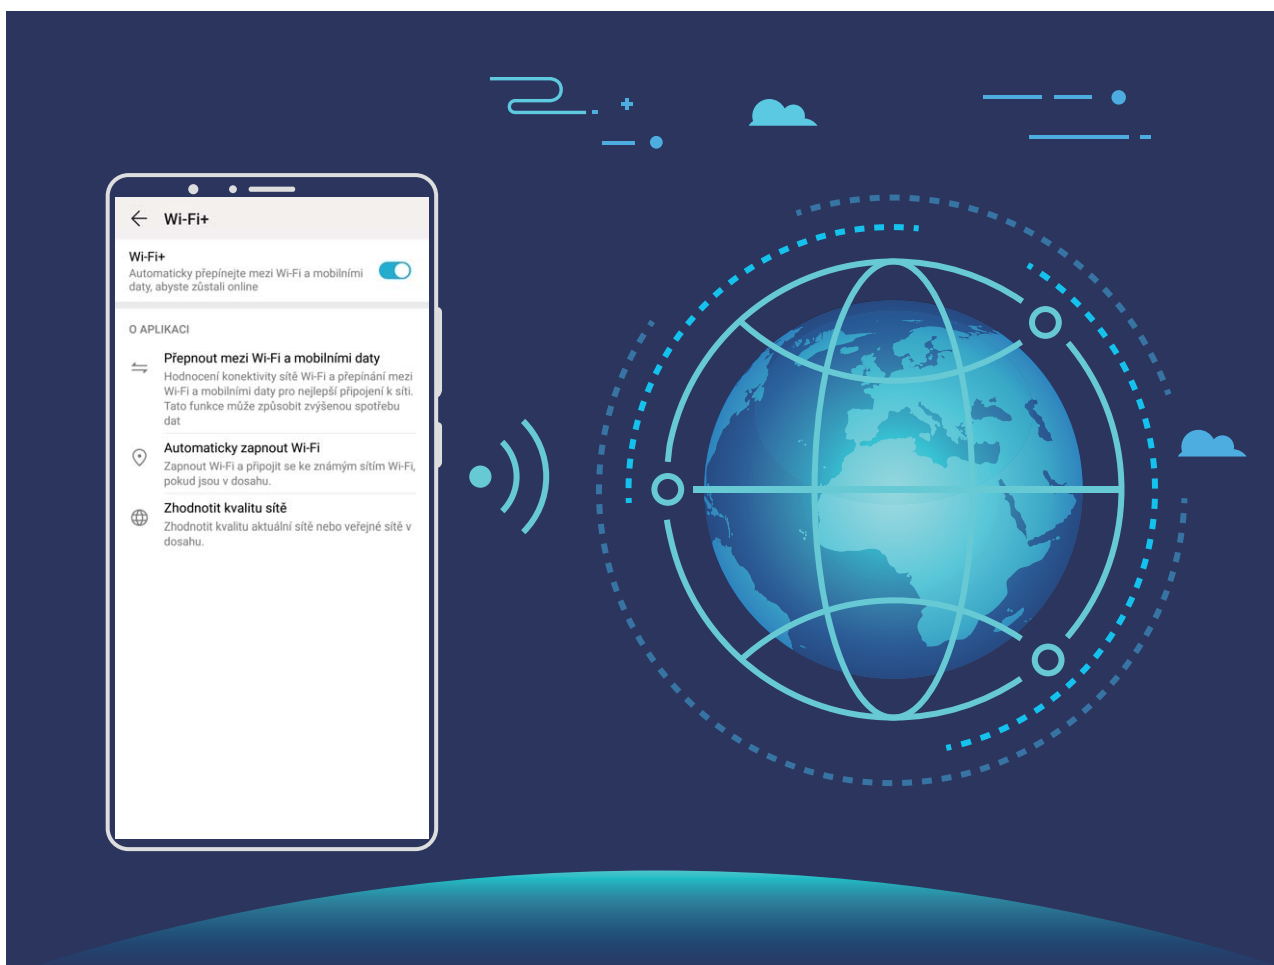 Wi-Fi+
Wi-Fi+
Automaticky přepínejte mezi Wi-Fi a mobilními
daty, abyste zůstali online
O APLIKACI
Přepnout mezi Wi-Fi a mobilními daty
Hodnocení konektivity sítě Wi-Fi a přepínání mezi
Wi-Fi a mobilními daty pro nejlepší připojení k síti.
Tato funkce může způsobit zvýšenou spotřebu
dat
Automaticky zapnout Wi-Fi
Zapnout Wi-Fi a připojit se ke známým sítím Wi-Fi,
pokud jsou v dosahu.
Zhodnotit kvalitu sítě
Zhodnotit kvalitu aktuální sítě nebo veřejné sítě v
dosahu.